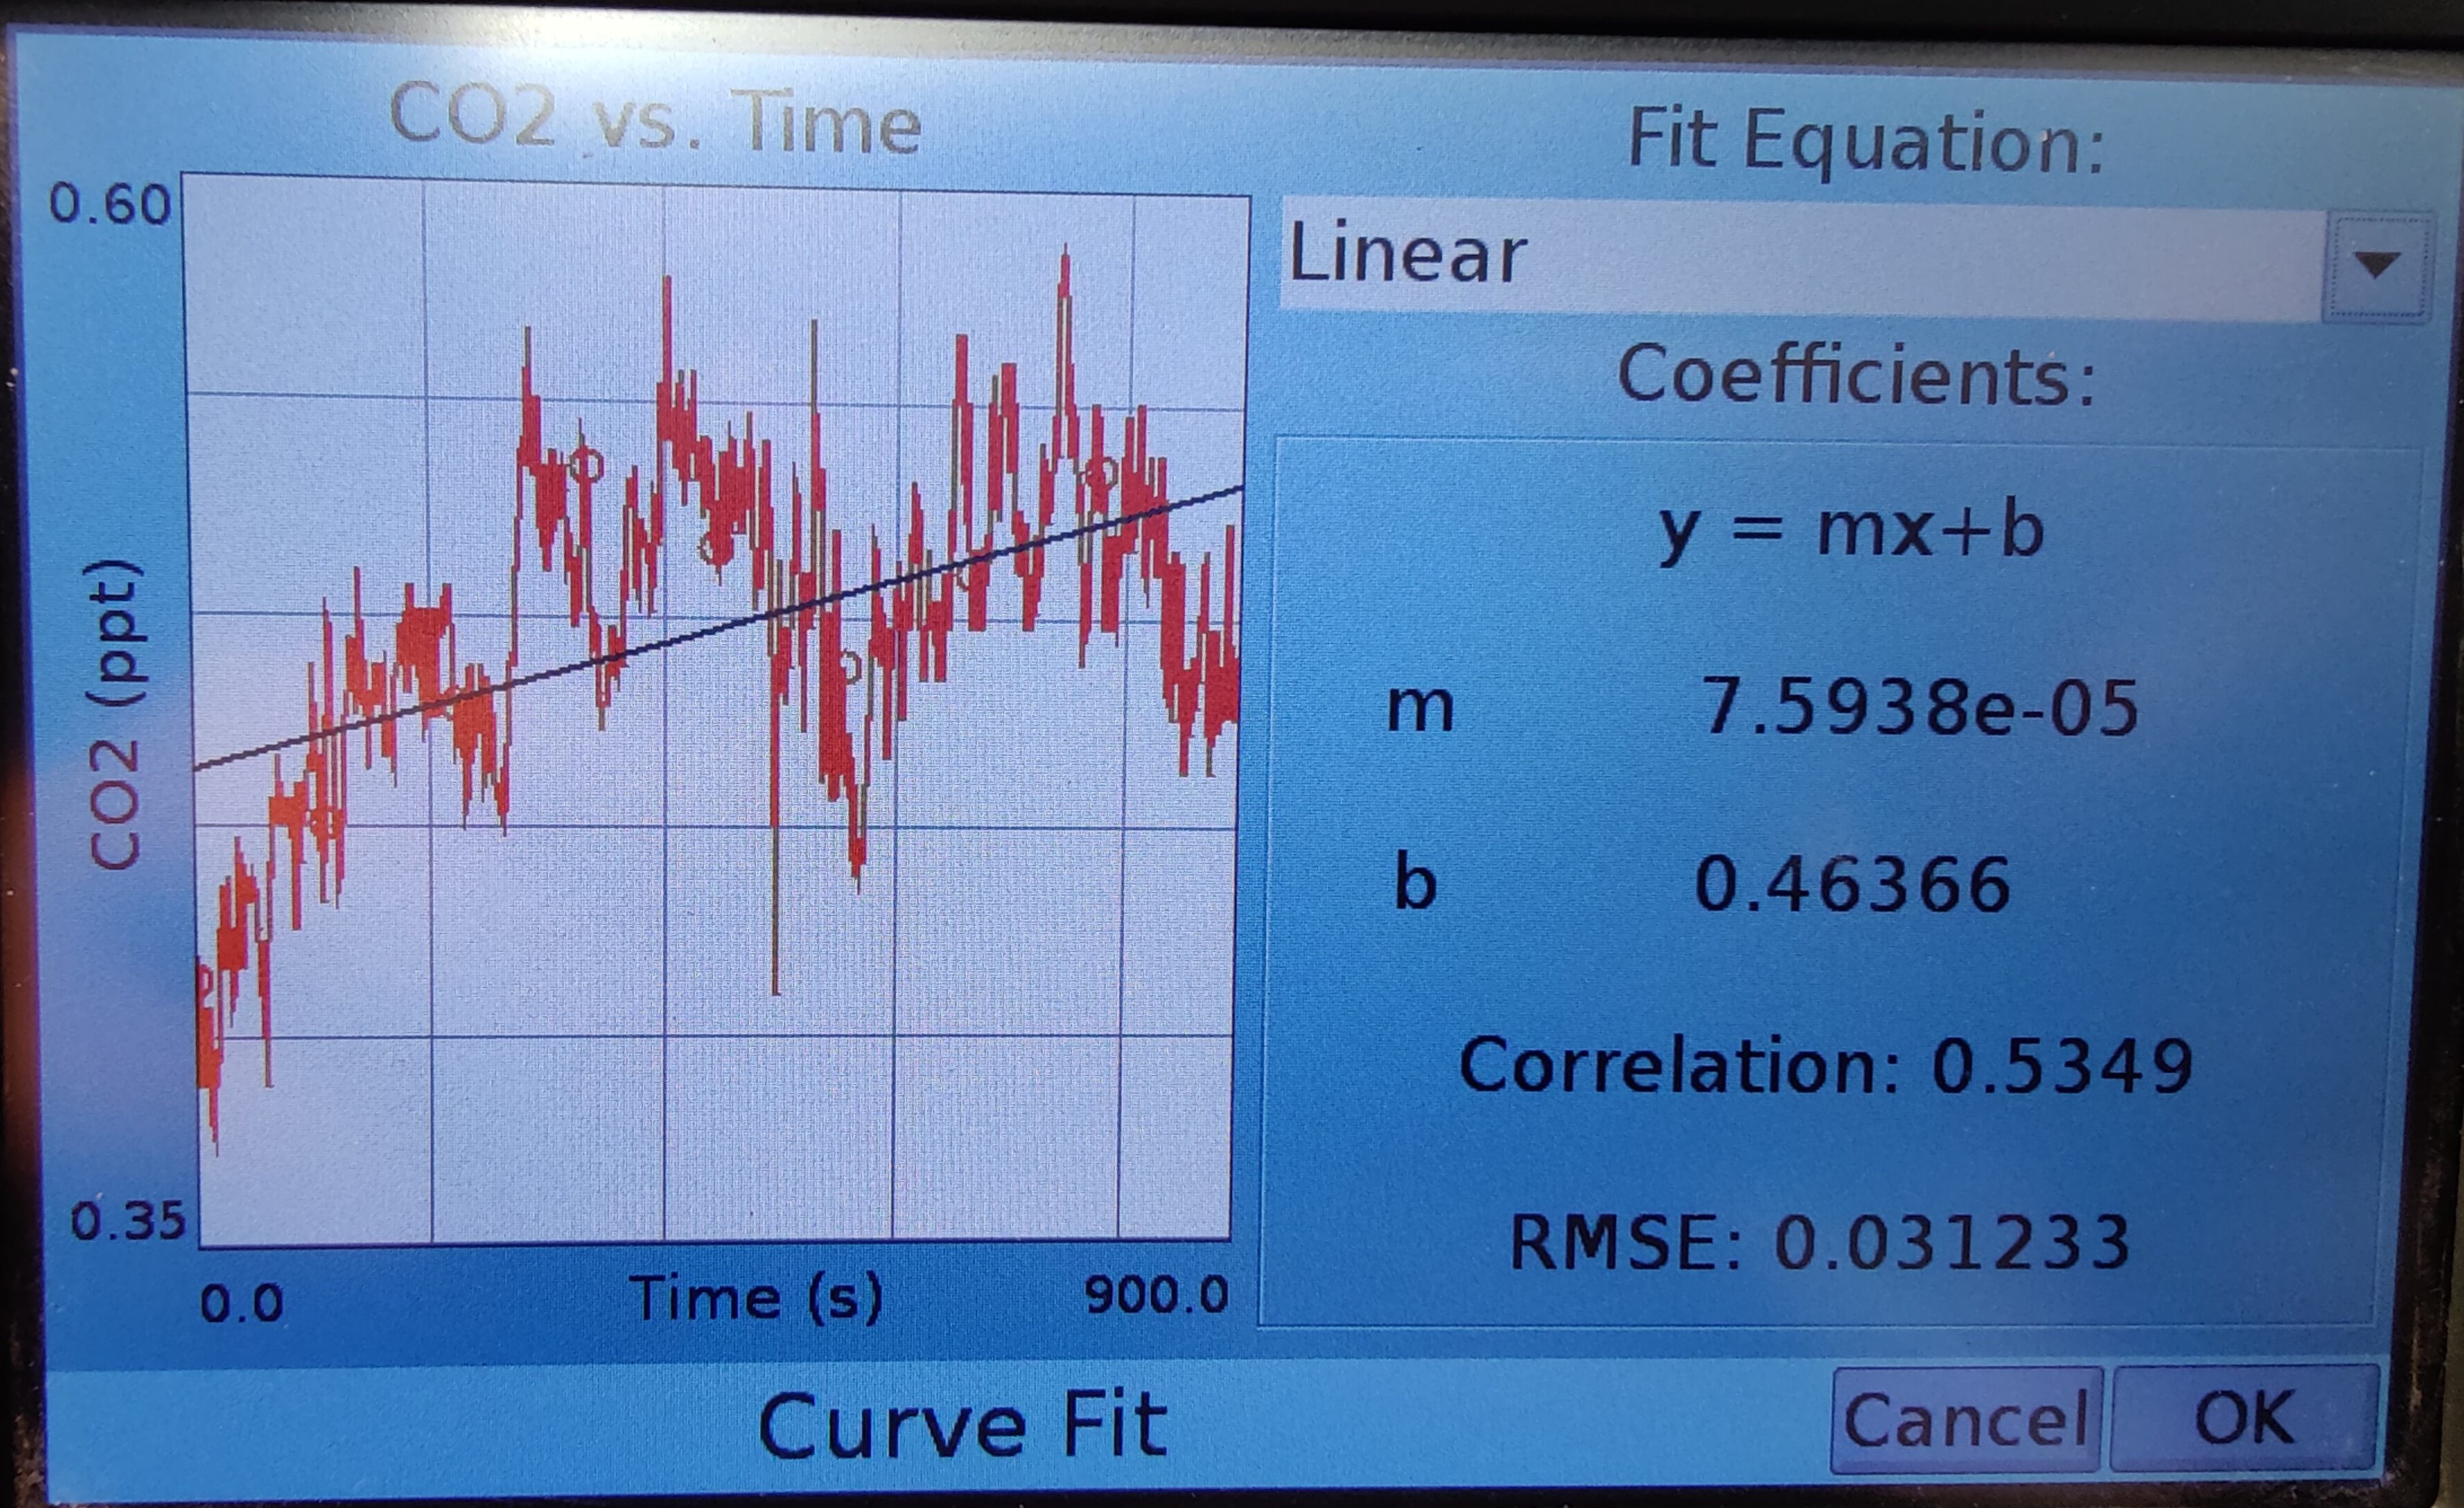 CO2 vs. Time
0.60
CO2 (ppt)
0.35
0.0
Time (s)
900.0
Fit Equation:
Linear
Coefficients:
y = mx+b
m 7.5938e-05
b 0.46366
Correlation: 0.5349
RMSE: 0.031233
Curve Fit
Cancel
OK